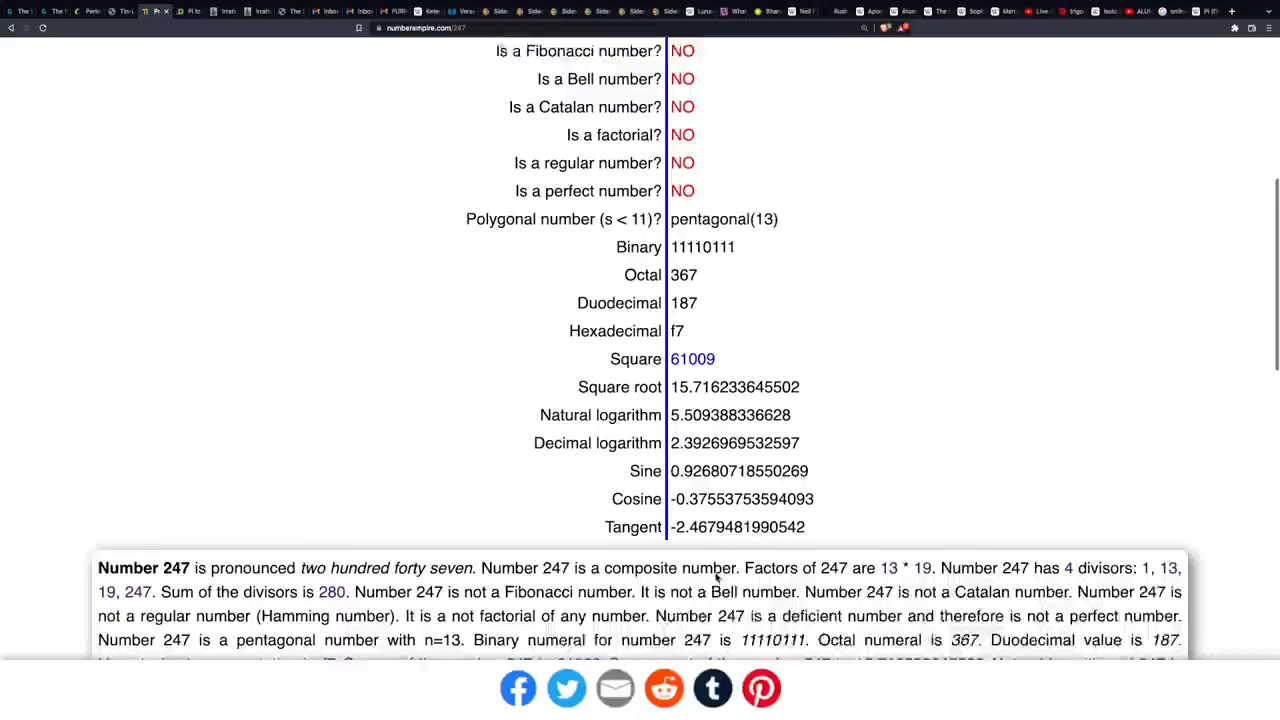 numberempire.com/247
Is a Fibonacci number? NO
Is a Bell number? NO
Is a Catalan number? NO
Is a factorial? NO
Is a regular number? NO
Is a perfect number? NO
Polygonal number (s < 11)? pentagonal(13)
Binary 11110111
Octal 367
Duodecimal 187
Hexadecimal f7
Square 61009
Square root 15.716233645502
Natural logarithm 5.509388336628
Decimal logarithm 2.3926969532597
Sine 0.92680718550269
Cosine -0.37553753594093
Tangent -2.4679481990542
Number 247 is pronounced two hundred forty seven. Number 247 is a composite number. Factors of 247 are 13 * 19. Number 247 has 4 divisors: 1, 13,
19, 247. Sum of the divisors is 280. Number 247 is not a Fibonacci number. It is not a Bell number. Number 247 is not a Catalan number. Number 247 is
not a regular number (Hamming number). It is not factorial of any number. Number 247 is a deficient number and therefore is not a perfect number.
Number 247 is a pentagonal number with n=13. Binary numeral for number 247 is 11110111. Octal numeral is 367. Duodecimal value is 187.